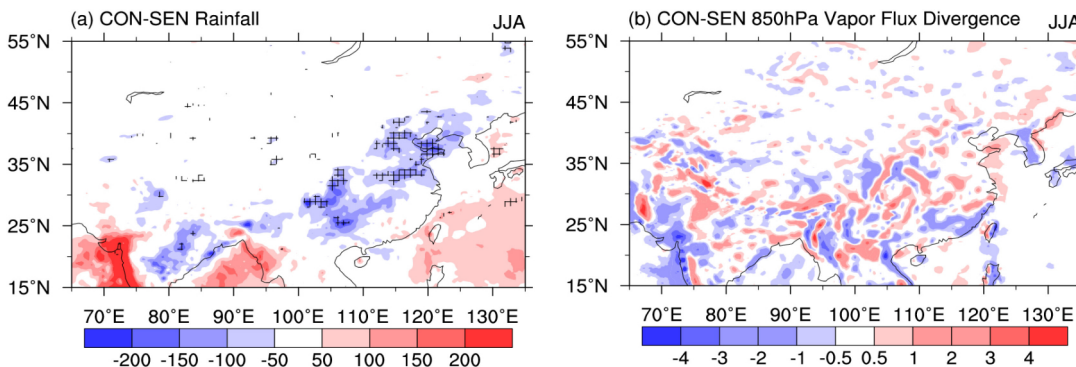 (a) CON-SEN Rainfall JJA
55°N
45°N
35°N
25°N
15°N
70°E 80°E 90°E 100°E 110°E 120°E 130°E
-200 -150 -100 -50 50 100 150 200
(b) CON-SEN 850hPa Vapor Flux Divergence JJA
55°N
45°N
35°N
25°N
15°N
70°E 80°E 90°E 100°E 110°E 120°E 130°E
-4 -3 -2 -1 -0.5 0.5 1 2 3 4